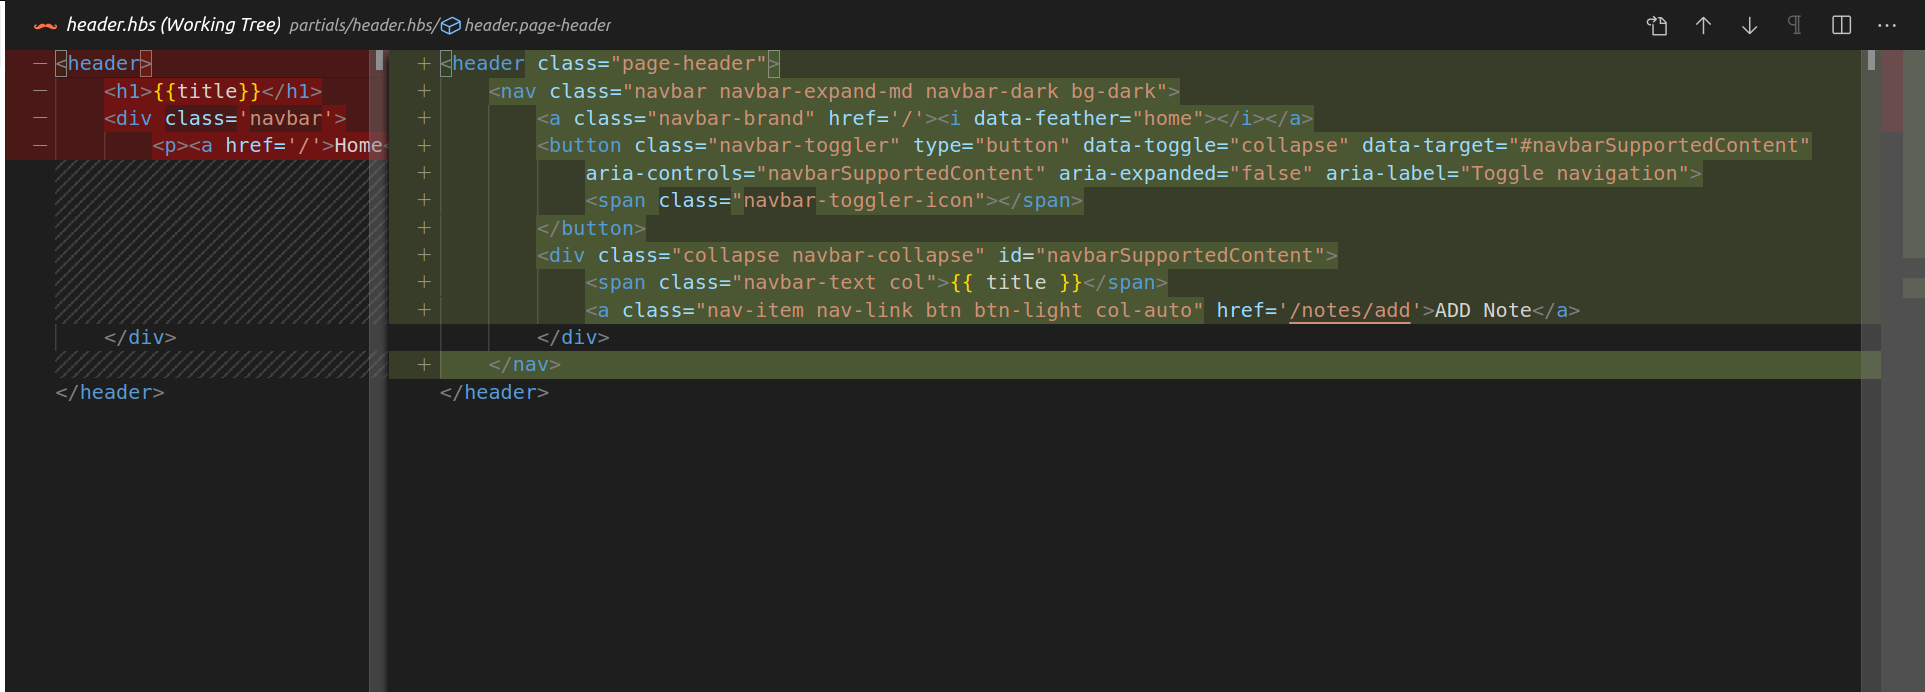 header.hbs (Working Tree) partials/header.hbs/ header.page-header
— <header>
— <h1>{{title}}</h1>
— <div class='navbar'>
— <p><a href='/'>Home<
</div>
</header>
+ <header class="page-header">
+ <nav class="navbar navbar-expand-md navbar-dark bg-dark">
+ <a class="navbar-brand" href='/'><i data-feather="home"></i></a>
+ <button class="navbar-toggler" type="button" data-toggle="collapse" data-target="#navbarSupportedContent"
+ aria-controls="navbarSupportedContent" aria-expanded="false" aria-label="Toggle navigation">
+ <span class="navbar-toggler-icon"></span>
+ </button>
+ <div class="collapse navbar-collapse" id="navbarSupportedContent">
+ <span class="navbar-text col">{{ title }}</span>
+ <a class="nav-item nav-link btn btn-light col-auto" href='/notes/add'>ADD Note</a>
</div>
+ </nav>
</header>